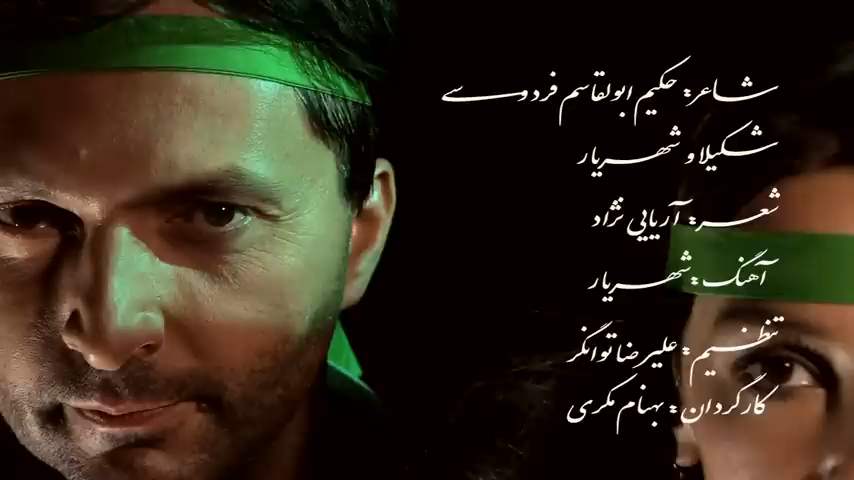 شاعر: حکیم ابولقاسم فردوسی
شکیلا و شهریار
شعر: آریایی نژاد
آهنگ: شهریار
تنظیم: علیرضا توانگر
کارگردان: بهنام مکری